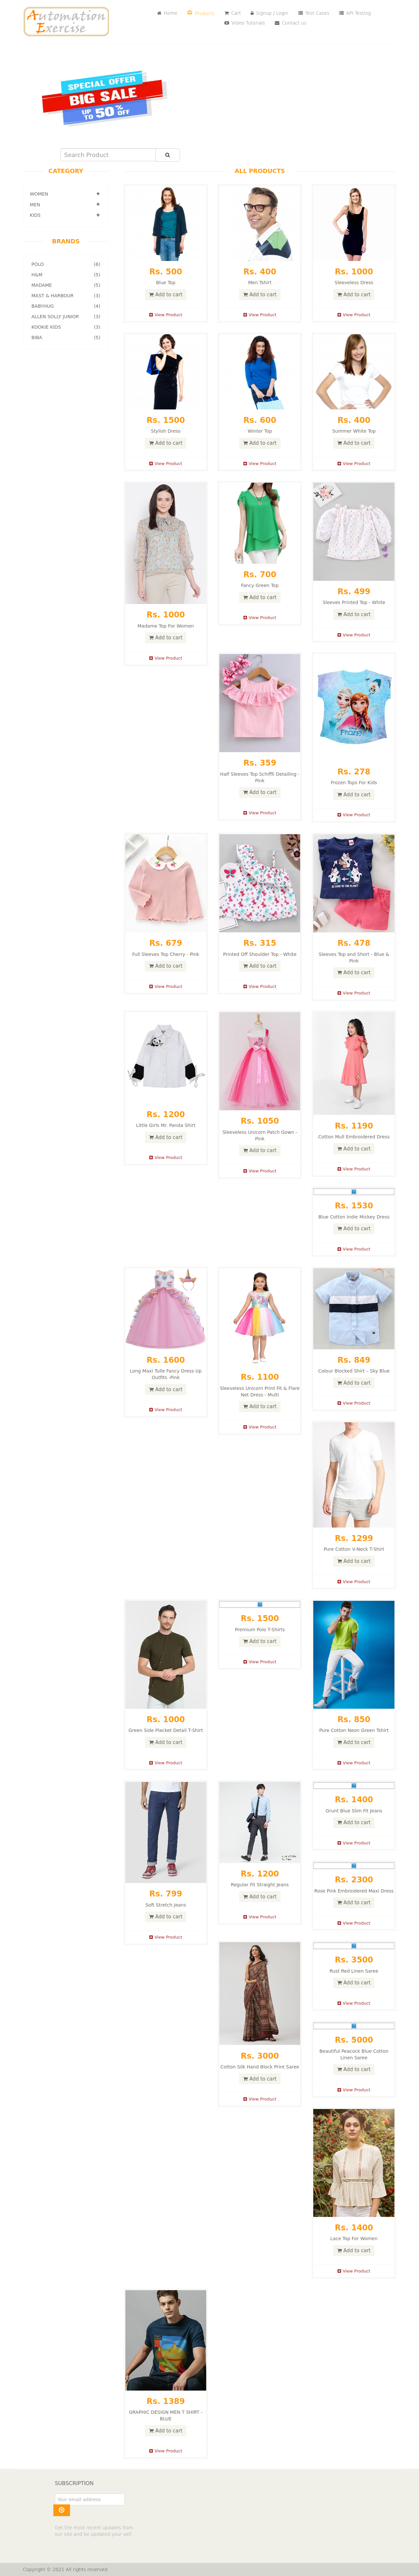 Automation
Exercise
Home
Products
Cart
Signup / Login
Test Cases
API Testing
Video Tutorials
Contact us
SPECIAL OFFER
BIG SALE
UP TO 50% OFF
Search Product
CATEGORY
WOMEN
MEN
KIDS
BRANDS
POLO (6)
H&M (5)
MADAME (5)
MAST & HARBOUR (3)
BABYHUG (4)
ALLEN SOLLY JUNIOR (3)
KOOKIE KIDS (3)
BIBA (5)
ALL PRODUCTS
Rs. 500
Blue Top
Add to cart
View Product
Rs. 400
Men Tshirt
Add to cart
View Product
Rs. 1000
Sleeveless Dress
Add to cart
View Product
Rs. 1500
Stylish Dress
Add to cart
View Product
Rs. 600
Winter Top
Add to cart
View Product
Rs. 400
Summer White Top
Add to cart
View Product
Rs. 1000
Madame Top For Women
Add to cart
View Product
Rs. 700
Fancy Green Top
Add to cart
View Product
Rs. 499
Sleeves Printed Top - White
Add to cart
View Product
Rs. 359
Half Sleeves Top Schiffli Detailing -
Pink
Add to cart
View Product
Rs. 278
Frozen Tops For Kids
Add to cart
View Product
Rs. 679
Full Sleeves Top Cherry - Pink
Add to cart
View Product
Rs. 315
Printed Off Shoulder Top - White
Add to cart
View Product
Rs. 478
Sleeves Top and Short - Blue &
Pink
Add to cart
View Product
Rs. 1200
Little Girls Mr. Panda Shirt
Add to cart
View Product
Rs. 1050
Sleeveless Unicorn Patch Gown -
Pink
Add to cart
View Product
Rs. 1190
Cotton Mull Embroidered Dress
Add to cart
View Product
Rs. 1530
Blue Cotton Indie Mickey Dress
Add to cart
View Product
Rs. 1600
Long Maxi Tulle Fancy Dress Up
Outfits -Pink
Add to cart
View Product
Rs. 1100
Sleeveless Unicorn Print Fit & Flare
Net Dress - Multi
Add to cart
View Product
Rs. 849
Colour Blocked Shirt – Sky Blue
Add to cart
View Product
Rs. 1299
Pure Cotton V-Neck T-Shirt
Add to cart
View Product
Rs. 1000
Green Side Placket Detail T-Shirt
Add to cart
View Product
Rs. 1500
Premium Polo T-Shirts
Add to cart
View Product
Rs. 850
Pure Cotton Neon Green Tshirt
Add to cart
View Product
Rs. 799
Soft Stretch Jeans
Add to cart
View Product
Rs. 1200
Regular Fit Straight Jeans
Add to cart
View Product
Rs. 1400
Grunt Blue Slim Fit Jeans
Add to cart
View Product
Rs. 2300
Rose Pink Embroidered Maxi Dress
Add to cart
View Product
Rs. 3500
Rust Red Linen Saree
Add to cart
View Product
Rs. 3000
Cotton Silk Hand Block Print Saree
Add to cart
View Product
Rs. 5000
Beautiful Peacock Blue Cotton
Linen Saree
Add to cart
View Product
Rs. 1400
Lace Top For Women
Add to cart
View Product
Rs. 1389
GRAPHIC DESIGN MEN T SHIRT -
BLUE
Add to cart
View Product
SUBSCRIPTION
Your email address
Get the most recent updates from
our site and be updated your self...
Copyright © 2021 All rights reserved